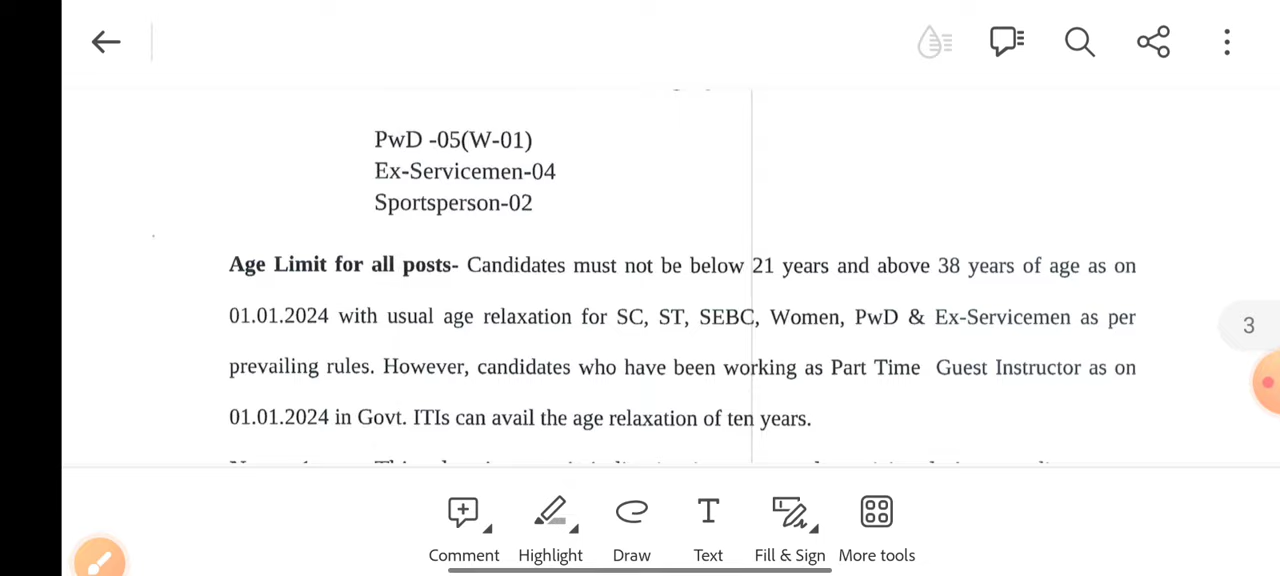 PwD -05(W-01)
Ex-Servicemen-04
Sportsperson-02
Age Limit for all posts- Candidates must not be below 21 years and above 38 years of age as on
01.01.2024 with usual age relaxation for SC, ST, SEBC, Women, PwD & Ex-Servicemen as per
3
prevailing rules. However, candidates who have been working as Part Time Guest Instructor as on
01.01.2024 in Govt. ITIs can avail the age relaxation of ten years.
Comment Highlight Draw Text Fill & Sign More tools